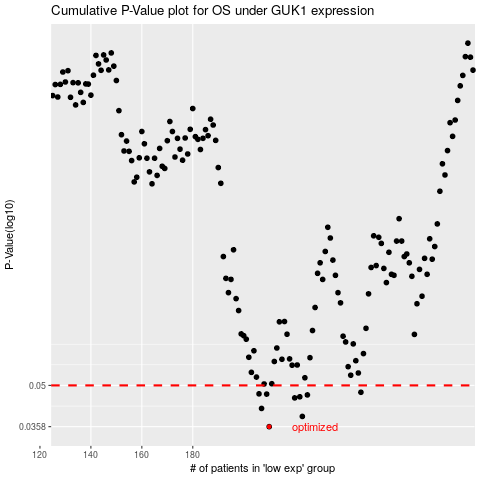 Cumulative P-Value plot for OS under GUK1 expression
P-Value(log10)
0.05
0.0358
optimized
120 140 160 180
# of patients in 'low exp' group